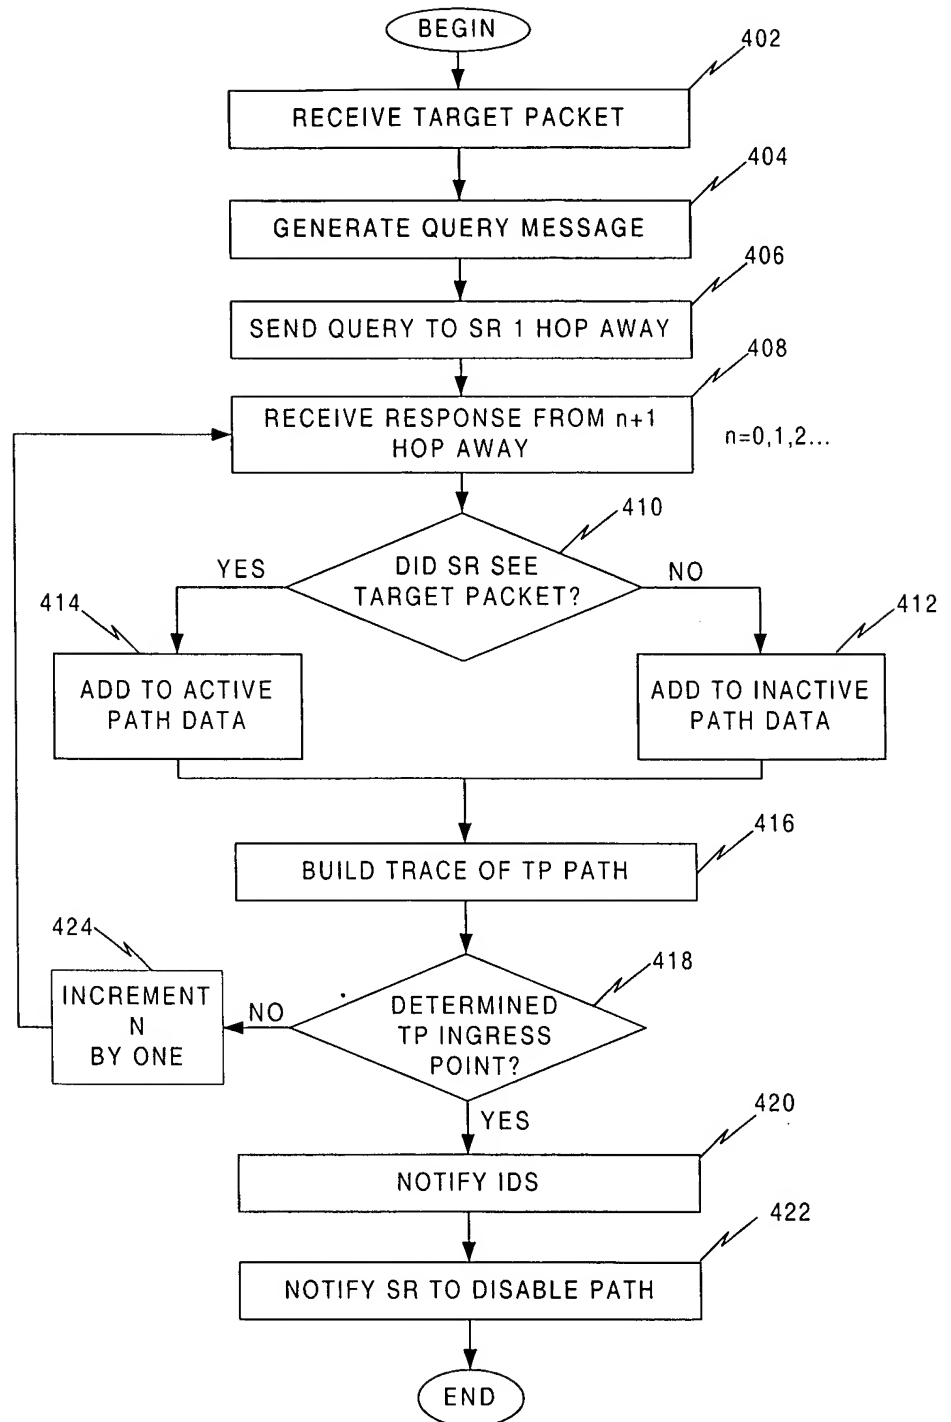 BEGIN
402
RECEIVE TARGET PACKET
404
GENERATE QUERY MESSAGE
406
SEND QUERY TO SR 1 HOP AWAY
408
RECEIVE RESPONSE FROM n+1
HOP AWAY
n=0,1,2...
410
DID SR SEE
TARGET PACKET?
YES
NO
414
412
ADD TO ACTIVE
PATH DATA
ADD TO INACTIVE
PATH DATA
416
BUILD TRACE OF TP PATH
424
418
INCREMENT
N
BY ONE
NO
DETERMINED
TP INGRESS
POINT?
YES
420
NOTIFY IDS
422
NOTIFY SR TO DISABLE PATH
END